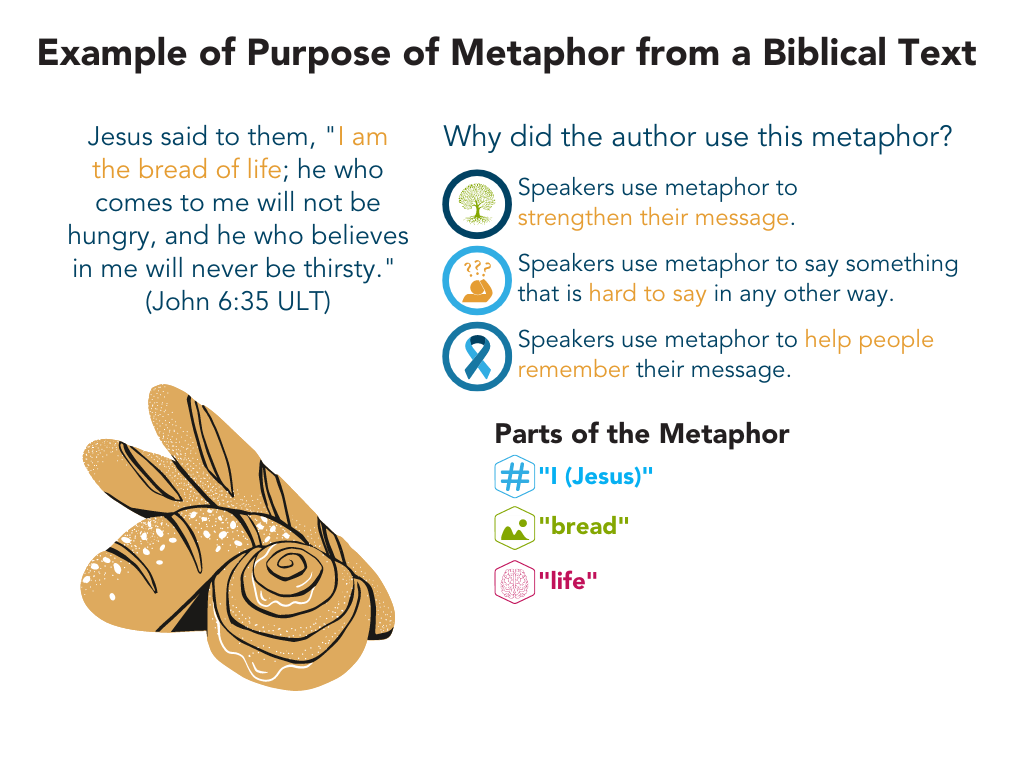 Example of Purpose of Metaphor from a Biblical Text
Jesus said to them, "I am
the bread of life; he who
comes to me will not be
hungry, and he who believes
in me will never be thirsty."
(John 6:35 ULT)
Why did the author use this metaphor?
Speakers use metaphor to
strengthen their message.
???
Speakers use metaphor to say something
that is hard to say in any other way.
Speakers use metaphor to help people
remember their message.
Parts of the Metaphor
# "I (Jesus)"
"bread"
"life"